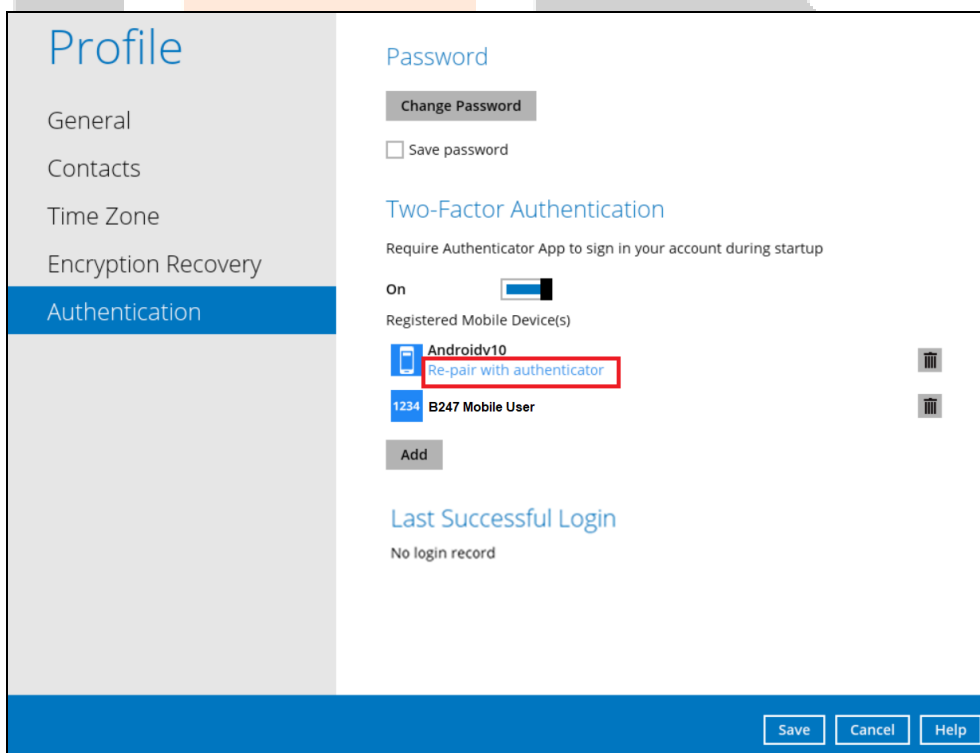 Profile
General
Contacts
Time Zone
Encryption Recovery
Authentication
Password
Change Password
Save password
Two-Factor Authentication
Require Authenticator App to sign in your account during startup
On
Registered Mobile Device(s)
Androidv10
Re-pair with authenticator
1234 B247 Mobile User
Add
Last Successful Login
No login record
Save Cancel Help